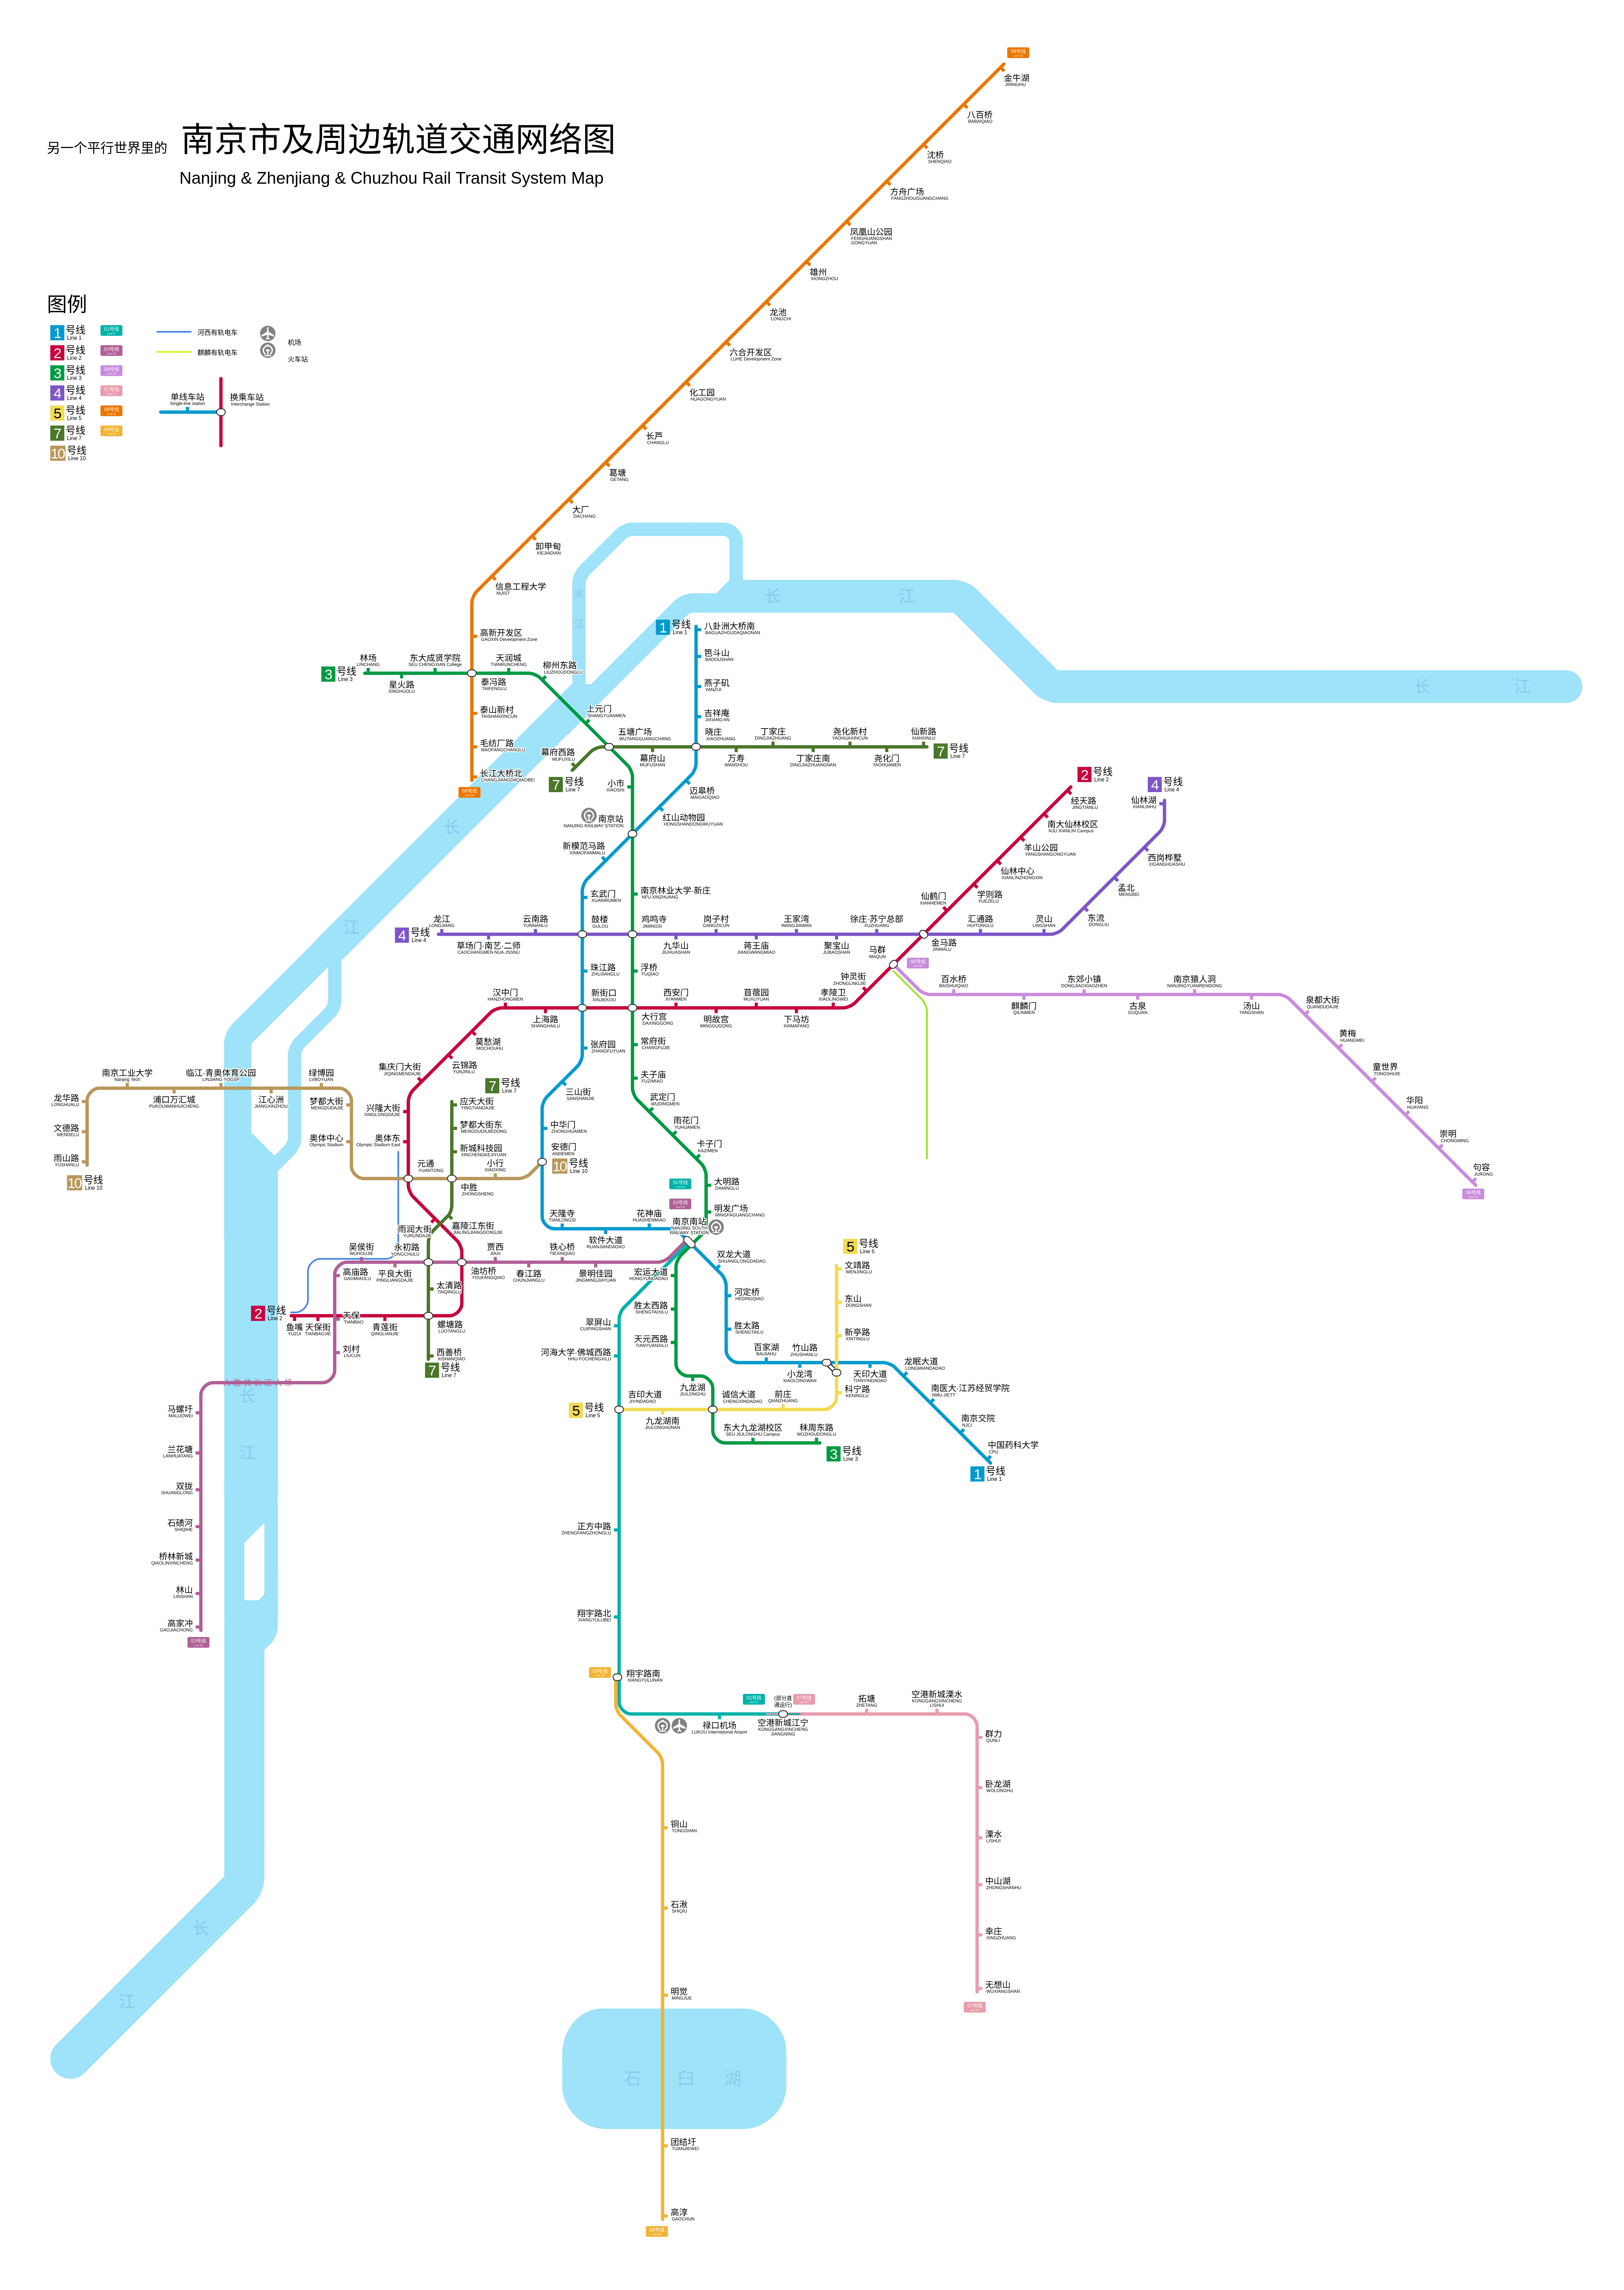 S8号线
金牛湖
JINNIUHU
八百桥
BABAIQIAO
另一个平行世界里的
南京市及周边轨道交通网络图
Nanjing & Zhenjiang & Chuzhou Rail Transit System Map
沈桥
SHENQIAO
方舟广场
FANGZHOUGUANGCHANG
凤凰山公园
FENGHUANGSHAN
GONGYUAN
雄州
XIONGZHOU
龙池
LONGCHI
六合开发区
LUHE Development Zone
化工园
HUAGONGYUAN
长芦
CHANGLU
葛塘
GETANG
大厂
DACHANG
卸甲甸
XIEJIADIAN
信息工程大学
NUIST
高新开发区
GAOXIN Development Zone
泰冯路
TAIFENGLU
泰山新村
TAISHANXINCUN
毛纺厂路
MAOFANGCHANGLU
长江大桥北
CHANGJIANGDAQIAOBEI
S8号线
图例
1 号线
Line 1
2 号线
Line 2
3 号线
Line 3
4 号线
Line 4
5 号线
Line 5
7 号线
Line 7
10 号线
Line 10
S1号线
S3号线
S6号线
S7号线
S8号线
S9号线
河西有轨电车
麒麟有轨电车
机场
火车站
单线车站
Single-line station
换乘车站
Interchange Station
夹
江
长
江
长
江
长
江
3 号线
Line 3
林场
LINCHANG
星火路
XINGHUOLU
东大成贤学院
SEU CHENGXIAN College
天润城
TIANRUNCHENG
柳州东路
LIUZHOUDONGLU
上元门
SHANGYUANMEN
五塘广场
WUTANGGUANGCHANG
小市
XIAOSHI
南京站
NANJING RAILWAY STATION
南京林业大学·新庄
NFU·XINZHUANG
鸡鸣寺
JIMINGSI
浮桥
FUQIAO
大行宫
DAXINGGONG
常府街
CHANGFUJIE
夫子庙
FUZIMIAO
武定门
WUDINGMEN
雨花门
YUHUAMEN
卡子门
KAZIMEN
大明路
DAMINGLU
明发广场
MINGFAGUANGCHANG
南京南站
NANJING SOUTH
RAILWAY STATION
宏运大道
HONGYUNDADAO
胜太西路
SHENGTAIXILU
天元西路
TIANYUANXILU
九龙湖
JIULONGHU
诚信大道
CHENGXINDADAO
东大九龙湖校区
SEU JIULONGHU Campus
秣周东路
MOZHOUDONGLU
3 号线
Line 3
1 号线
Line 1
八卦洲大桥南
BAGUAZHOUDAQIAONAN
笆斗山
BADOUSHAN
燕子矶
YANZIJI
吉祥庵
JIXIANG'AN
晓庄
XIAOZHUANG
迈皋桥
MAIGAOQIAO
红山动物园
HONGSHANDONGWUYUAN
新模范马路
XINMOFANMALU
玄武门
XUANWUMEN
鼓楼
GULOU
珠江路
ZHUJIANGLU
新街口
XINJIEKOU
张府园
ZHANGFUYUAN
三山街
SANSHANJIE
中华门
ZHONGHUAMEN
安德门
ANDEMEN
天隆寺
TIANLONGSI
软件大道
RUANJIANDADAO
花神庙
HUASHENMIAO
双龙大道
SHUANGLONGDADAO
河定桥
HEDINGQIAO
胜太路
SHENGTAILU
百家湖
BAIJIAHU
小龙湾
XIAOLONGWAN
竹山路
ZHUSHANLU
天印大道
TIANYINDADAO
龙眠大道
LONGMIANDADAO
南医大·江苏经贸学院
NMU·JIETT
南京交院
NJCI
中国药科大学
CPU
1 号线
Line 1
幕府西路
MUFUXILU
7 号线
Line 7
幕府山
MUFUSHAN
万寿
WANSHOU
丁家庄
DINGJIAZHUANG
丁家庄南
DINGJIAZHUANGNAN
尧化新村
YAOHUAXINCUN
尧化门
YAOHUAMEN
仙新路
XIANXINLU
7 号线
Line 7
2 号线
Line 2
经天路
JINGTIANLU
南大仙林校区
NJU XIANLIN Campus
羊山公园
YANGSHANGONGYUAN
仙林中心
XIANLINZHONGXIN
学则路
XUEZELU
仙鹤门
XIANHEMEN
金马路
JINMALU
马群
MAQUN
钟灵街
ZHONGLINGJIE
孝陵卫
XIAOLINGWEI
下马坊
XIAMAFANG
苜蓿园
MUXUYUAN
明故宫
MINGGUGONG
西安门
XI'ANMEN
上海路
SHANGHAILU
汉中门
HANZHONGMEN
莫愁湖
MOCHOUHU
云锦路
YUNJINLU
集庆门大街
JIQINGMENDAJIE
兴隆大街
XINGLONGDAJIE
奥体东
Olympic Stadium East
元通
YUANTONG
雨润大街
YURUNDAJIE
油坊桥
YOUFANGQIAO
螺塘路
LUOTANGLU
青莲街
QINGLIANJIE
天保
TIANBAO
天保街
TIANBAOJIE
鱼嘴
YUZUI
2 号线
Line 2
4 号线
Line 4
仙林湖
XIANLINHU
西岗桦墅
XIGANGHUASHU
孟北
MENGBEI
东流
DONGLIU
灵山
LINGSHAN
汇通路
HUITONGLU
徐庄·苏宁总部
XUZHUANG
聚宝山
JUBAOSHAN
王家湾
WANGJIAWAN
蒋王庙
JIANGWANGMIAO
岗子村
GANGZICUN
九华山
JIUHUASHAN
云南路
YUNNANLU
草场门·南艺·二师
CAOCHANGMEN·NUA·JSSNU
龙江
LONGJIANG
4 号线
Line 4
S6号线
百水桥
BAISHUIQIAO
麒麟门
QILINMEN
东郊小镇
DONGJIAOXIAOZHEN
古泉
GUQUAN
南京猿人洞
NANJINGYUANRENDONG
汤山
TANGSHAN
泉都大街
QUANDUDAJIE
黄梅
HUANGMEI
童世界
TONGSHIJIE
华阳
HUAYANG
崇明
CHONGMING
句容
JURONG
S6号线
长
江
南京工业大学
Nanjing Tech
浦口万汇城
PUKOUWANHUICHENG
临江·青奥体育公园
LINJIANG·YOGSP
江心洲
JIANGXINZHOU
绿博园
LVBOYUAN
梦都大街
MENGDUDAJIE
奥体中心
Olympic Stadium
龙华路
LONGHUALU
文德路
WENDELU
雨山路
YUSHANLU
10 号线
Line 10
中胜
ZHONGSHENG
小行
XIAOXING
10 号线
Line 10
7 号线
Line 7
应天大街
YINGTIANDAJIE
梦都大街东
MENGDUDAJIEDONG
新城科技园
XINCHENGKEJIYUAN
嘉陵江东街
JIALINGJIANGDONGJIE
永初路
YONGCHULU
太清路
TAIQINGLU
西善桥
XISHANQIAO
7 号线
Line 7
S1号线
S3号线
景明佳园
JINGMINGJIAYUAN
铁心桥
TIEXINQIAO
春江路
CHUNJIANGLU
贾西
JIAXI
平良大街
PINGLIANGDAJIE
吴侯街
WUHOUJIE
高庙路
GAOMIAOLU
刘村
LIUCUN
长
江
马骡圩
MALUOWEI
兰花塘
LANHUATANG
双拢
SHUANGLONG
石碛河
SHIQIHE
桥林新城
QIAOLINXINCHENG
林山
LINSHAN
高家冲
GAOJIACHONG
S3号线
5 号线
Line 5
文靖路
WENJINGLU
东山
DONGSHAN
新亭路
XINTINGLU
科宁路
KENINGLU
前庄
QIANZHUANG
九龙湖南
JIULONGHUNAN
吉印大道
JIYINDADAO
5 号线
Line 5
翠屏山
CUIPINGSHAN
河海大学·佛城西路
HHU·FOCHENGXILU
正方中路
ZHENGFANGZHONGLU
翔宇路北
XIANGYULUBEI
S9号线
翔宇路南
XIANGYULUNAN
禄口机场
LUKOU International Airport
S1号线
(部分直
通运行)
S7号线
空港新城江宁
KONGGANGXINCHENG
JIANGNING
拓塘
ZHETANG
空港新城溧水
KONGGANGXINCHENG
LISHUI
群力
QUNLI
卧龙湖
WOLONGHU
溧水
LISHUI
中山湖
ZHONGSHANHU
幸庄
XINGZHUANG
无想山
WUXIANGSHAN
S7号线
铜山
TONGSHAN
石湫
SHIQIU
明觉
MINGJUE
长
江
石 臼 湖
团结圩
TUANJIEWEI
高淳
GAOCHUN
S9号线